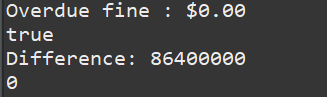 Overdue fine : $0.00
true
Difference: 86400000
0